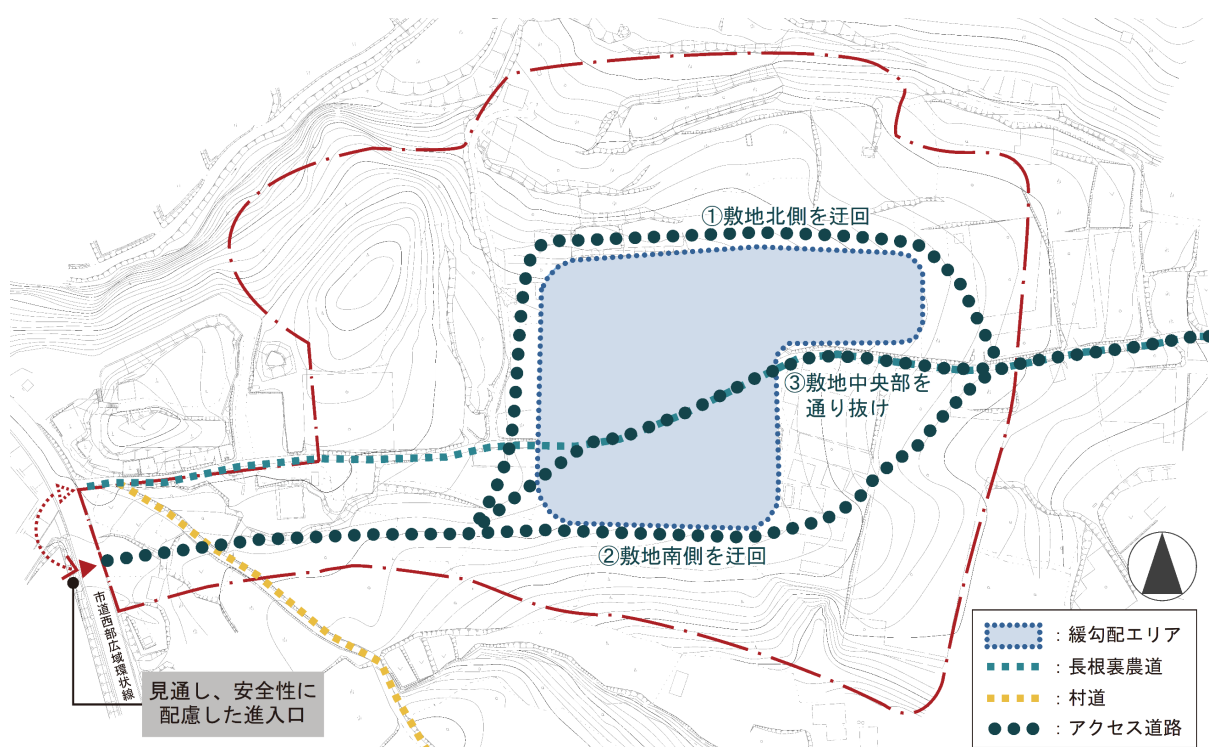 ①敷地北側を迂回
③敷地中央部を
通り抜け
②敷地南側を迂回
市道西部広域環状線
見通し、安全性に
配慮した進入口
：緩勾配エリア
：長根裏農道
：村道
：アクセス道路